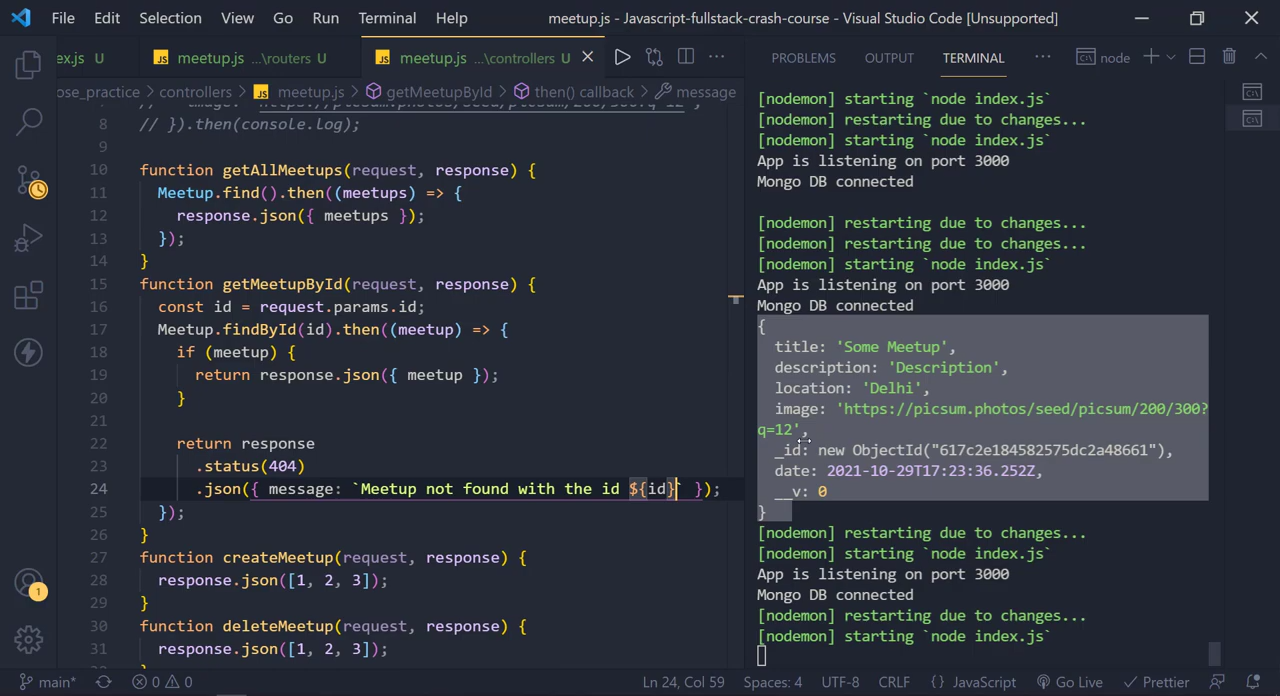 File Edit Selection View Go Run Terminal Help meetup.js - Javascript-fullstack-crash-course - Visual Studio Code [Unsupported]
ex.js U JS meetup.js ...\routers U JS meetup.js ...\controllers U
ose_practice > controllers > JS meetup.js > getMeetupById > then() callback > message
8 // }).then(console.log);
9
10 function getAllMeetups(request, response) {
11 Meetup.find().then((meetups) => {
12 response.json({ meetups });
13 });
14 }
15 function getMeetupById(request, response) {
16 const id = request.params.id;
17 Meetup.findById(id).then((meetup) => {
18 if (meetup) {
19 return response.json({ meetup });
20 }
21
22 return response
23 .status(404)
24 .json({ message: `Meetup not found with the id ${id}` });
25 });
26 }
27 function createMeetup(request, response) {
28 response.json([1, 2, 3]);
29 }
30 function deleteMeetup(request, response) {
31 response.json([1, 2, 3]);
PROBLEMS OUTPUT TERMINAL ... node
[nodemon] starting `node index.js`
[nodemon] restarting due to changes...
[nodemon] starting `node index.js`
App is listening on port 3000
Mongo DB connected
[nodemon] restarting due to changes...
[nodemon] restarting due to changes...
[nodemon] starting `node index.js`
App is listening on port 3000
Mongo DB connected
{
title: 'Some Meetup',
description: 'Description',
location: 'Delhi',
image: 'https://picsum.photos/seed/picsum/200/300?
q=12',
_id: new ObjectId("617c2e184582575dc2a48661"),
date: 2021-10-29T17:23:36.252Z,
__v: 0
}
[nodemon] restarting due to changes...
[nodemon] starting `node index.js`
App is listening on port 3000
Mongo DB connected
[nodemon] restarting due to changes...
[nodemon] starting `node index.js`
1
main* 0 0 Ln 24, Col 59 Spaces: 4 UTF-8 CRLF {} JavaScript Go Live Prettier